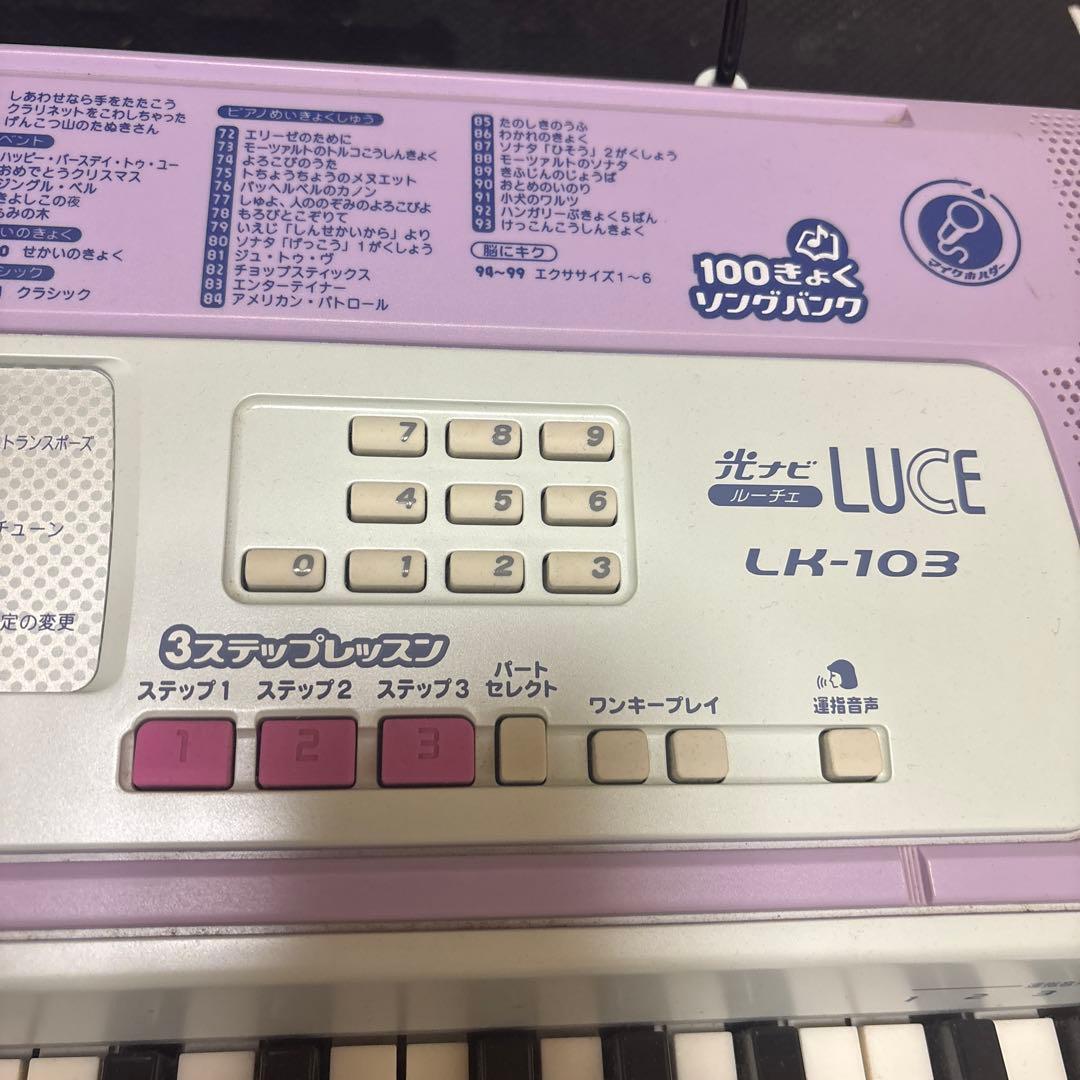 しあわせなら手をたたこう
クラリネットをこわしちゃった
げんこつ山のたぬきさん
ベント
ハッピー・バースデイ・トゥ・ユー
おめでとうクリスマス
ジングル・ベル
きよしこの夜
もみの木
いのきょく
0 せかいのきょく
シック
クラシック
ピアノめいきょくしゅう
72 エリーゼのために
73 モーツァルトのトルコこうしんきょく
74 よろこびのうた
75 トちょうちょうのメヌエット
76 パッヘルベルのカノン
77 しゅよ、人ののぞみのよろこびよ
78 もろびとこぞりて
79 いえじ「しんせかいから」より
80 ソナタ「げっこう」1がくしょう
81 ジュ・トゥ・ヴ
82 チョップスティックス
83 エンターテイナー
84 アメリカン・パトロール
85 たのしきのうふ
86 わかれのきょく
87 ソナタ「ひそう」2がくしょう
88 モーツァルトのソナタ
89 きふじんのじょうば
90 おとめのいのり
91 小犬のワルツ
92 ハンガリーぶきょく5ばん
93 けっこんこうしんきょく
脳にキク
94〜99 エクササイズ1〜6
100きょく
ソングバンク
マイクホルダー
トランスポーズ
チューン
定の変更
7 8 9
4 5 6
0 1 2 3
光ナビ
ルーチェ
LUCE
LK-103
3ステップレッスン
ステップ1 ステップ2 ステップ3
パート
セレクト
ワンキープレイ
運指音声
1 2 3
1 2 3